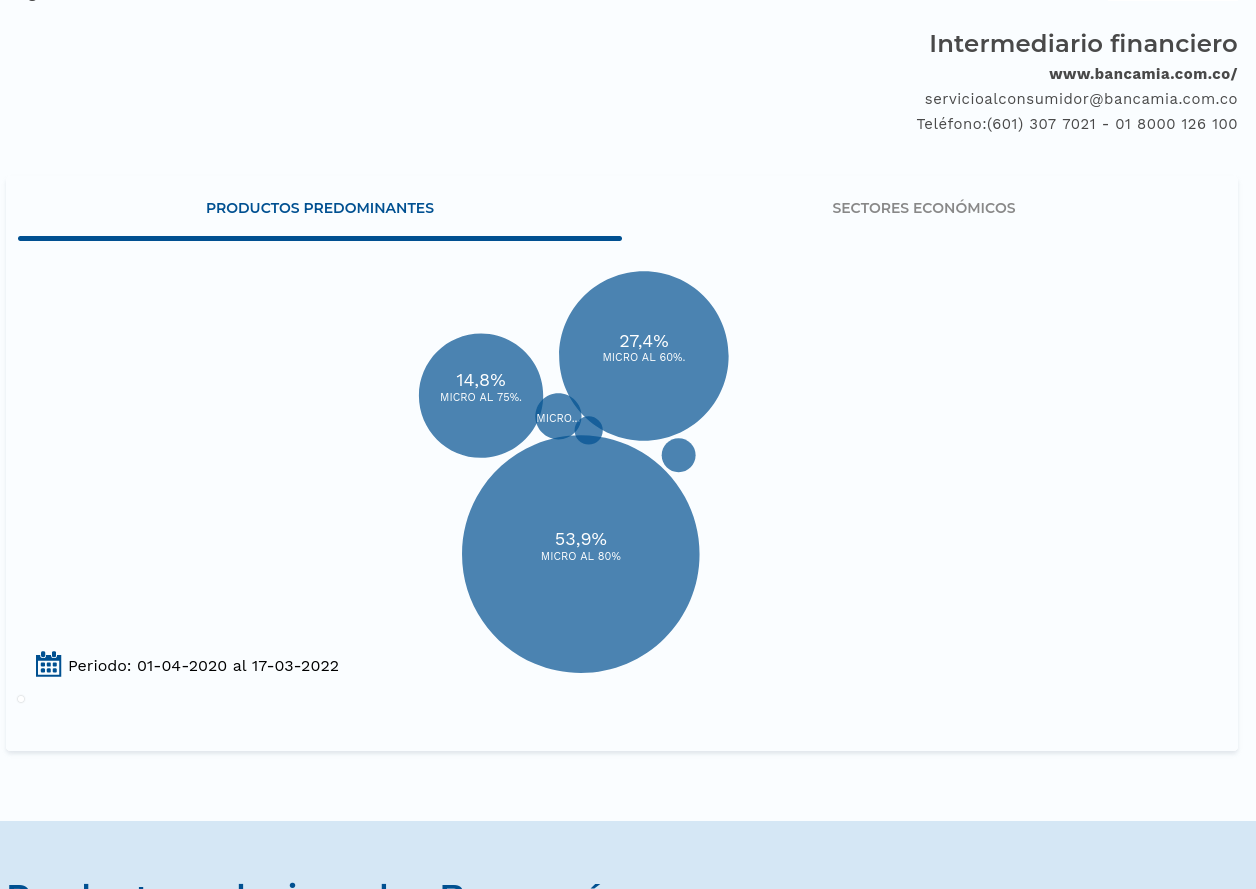 Intermediario financiero
www.bancamia.com.co/
servicioalconsumidor@bancamia.com.co
Teléfono:(601) 307 7021 - 01 8000 126 100
PRODUCTOS PREDOMINANTES
SECTORES ECONÓMICOS
27,4%
MICRO AL 60%.
14,8%
MICRO AL 75%.
MICRO...
53,9%
MICRO AL 80%
Periodo: 01-04-2020 al 17-03-2022